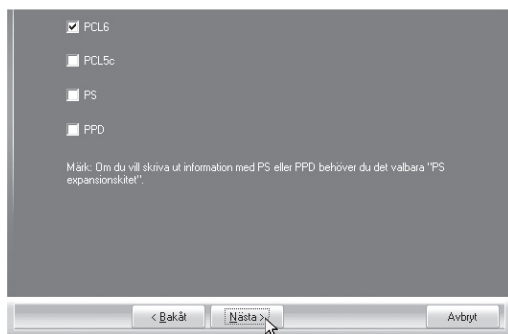 PCL6
PCL5c
PS
PPD
Märk: Om du vill skriva ut information med PS eller PPD behöver du det valbara "PS
expansionskitet".
< Bakåt Nästa > Avbryt